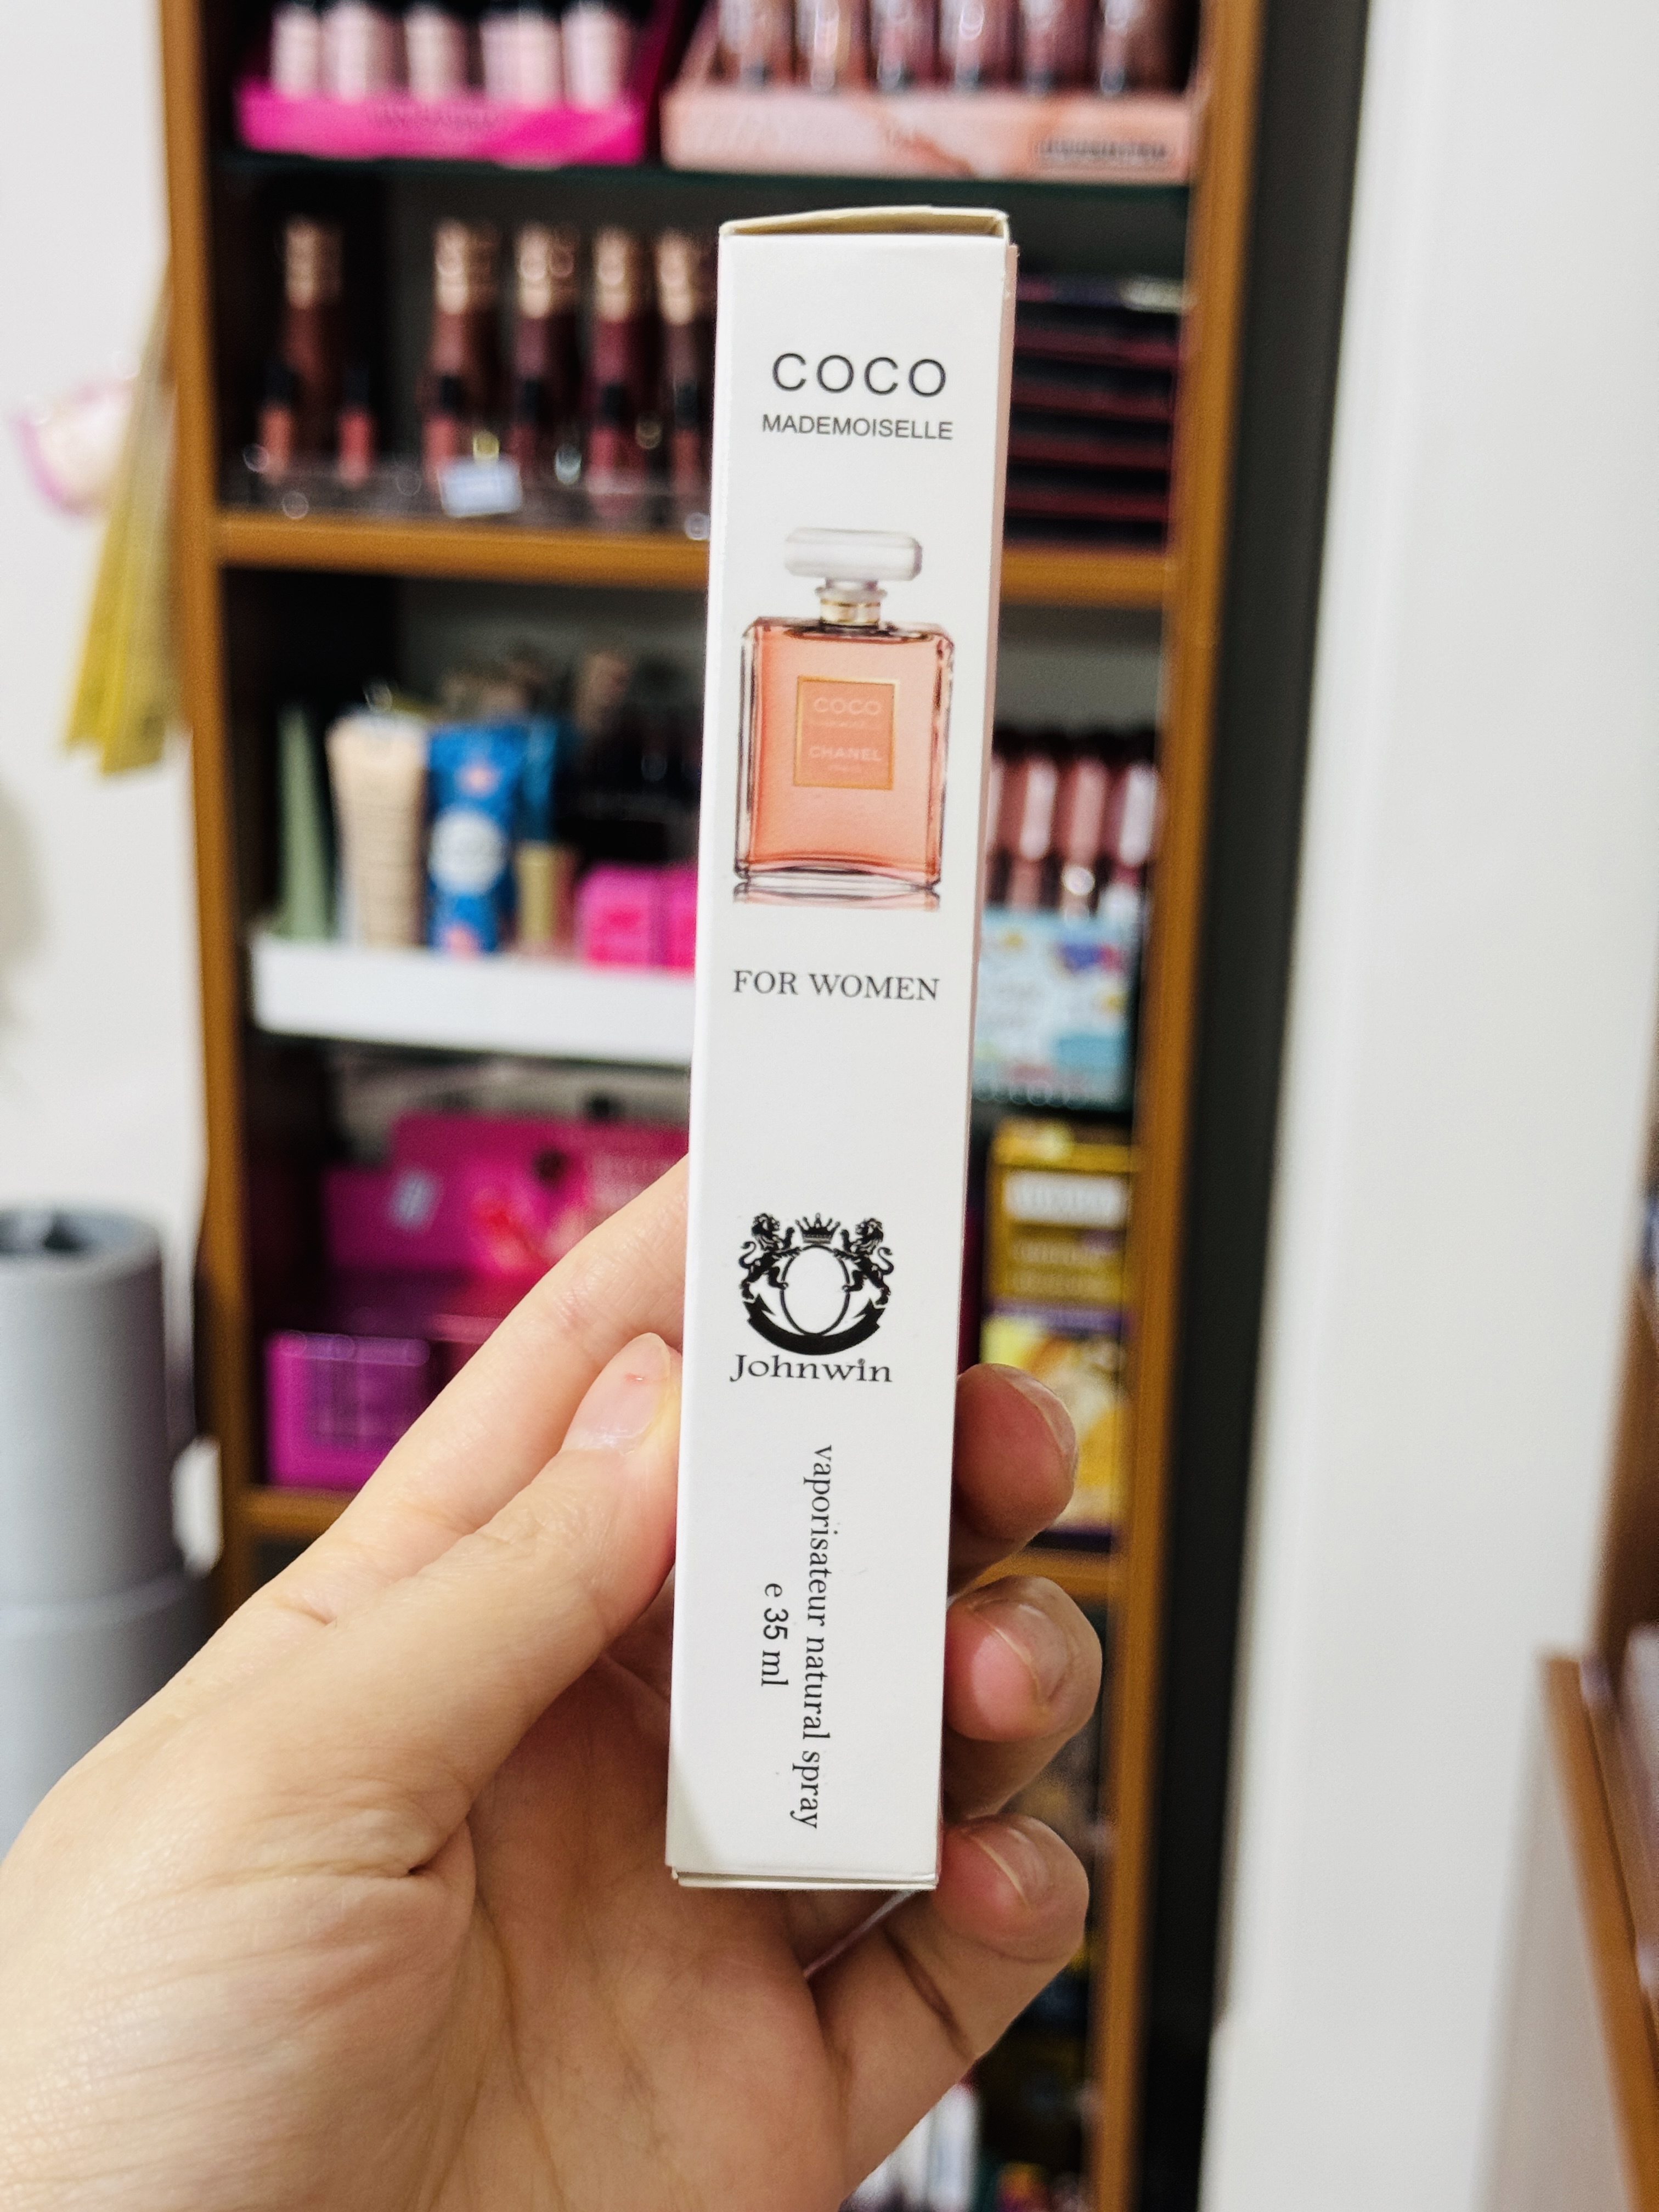 COCO
MADEMOISELLE
COCO
CHANEL
FOR WOMEN
Johnwin
vaporisateur natural spray
e 35 ml